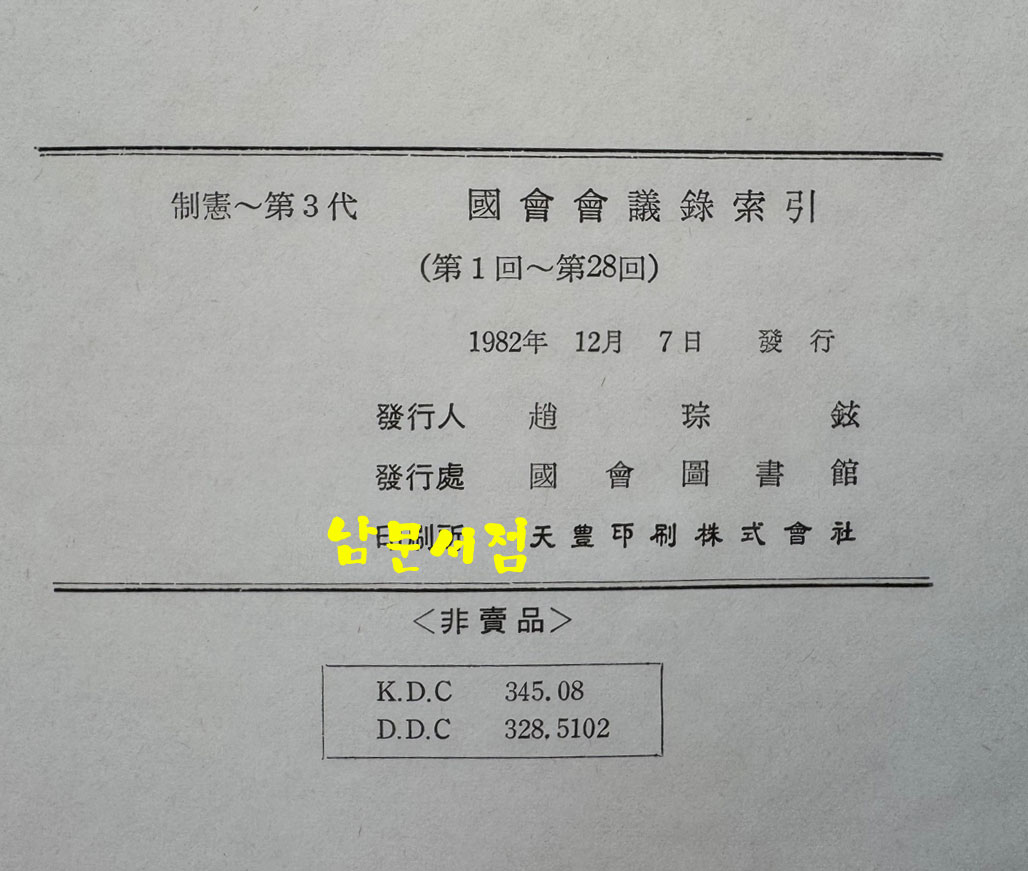 制憲～第3代 國會會議錄索引
(第1回～第28回)
1982年 12月 7日 發行
發行人 趙琮鉉
發行處 國會圖書館
印刷所 天豊印刷株式會社
남문서점
<非賣品>
K.D.C 345.08
D.D.C 328.5102